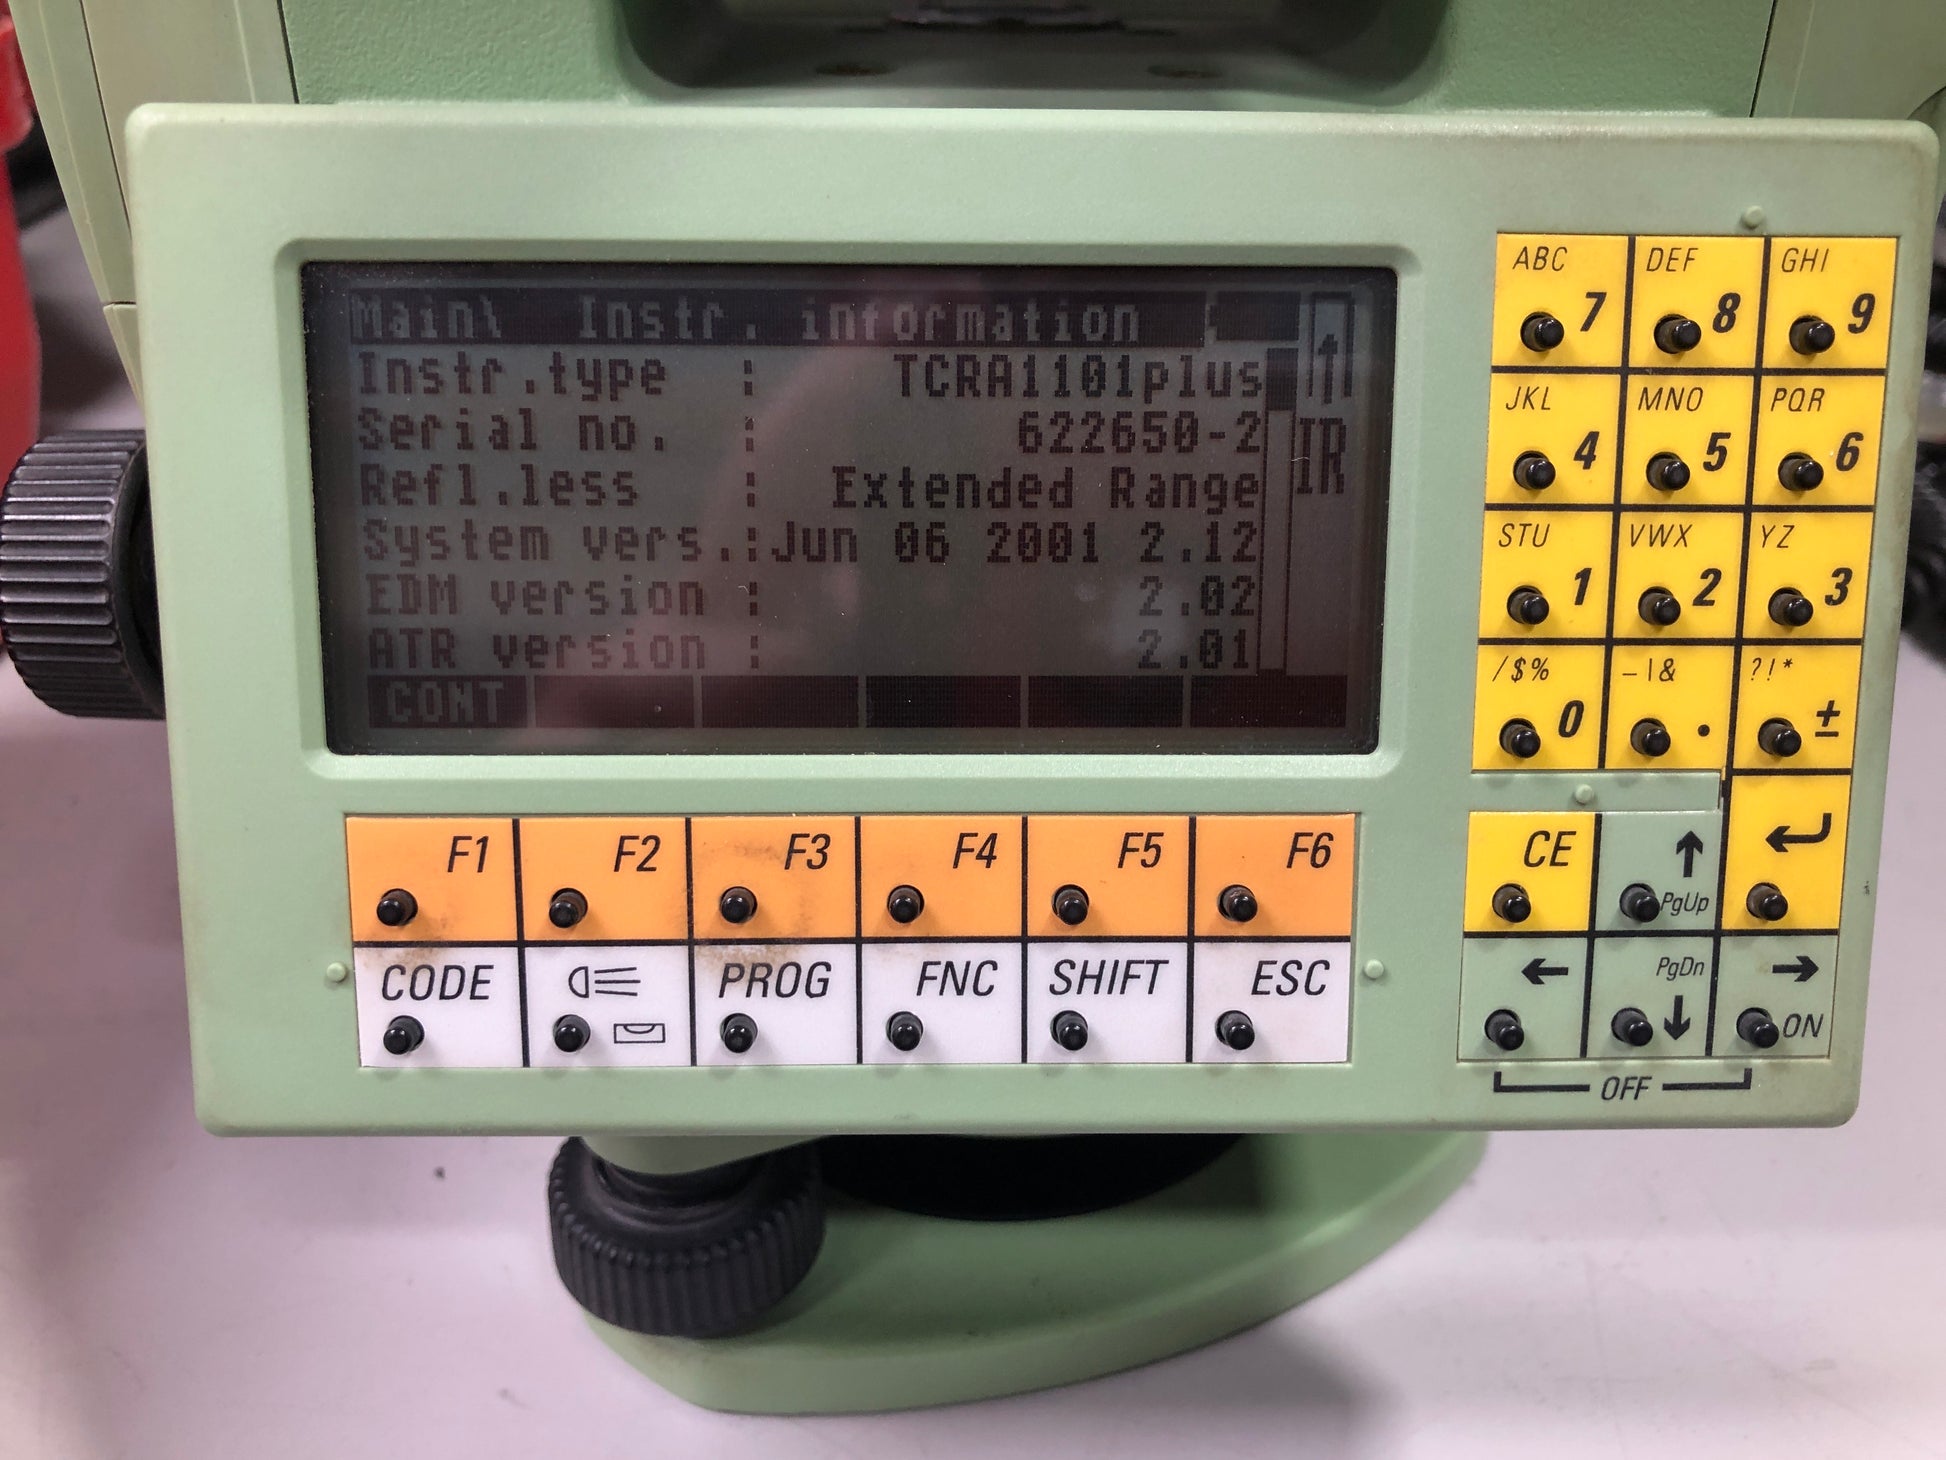 Main\ Instr. information
Instr.type : TCRA1101plus
Serial no. : 622650-2
Refl.less : Extended Range
System vers.:Jun 06 2001 2.12
EDM version : 2.02
ATR version : 2.01
IR
CONT
F1 F2 F3 F4 F5 F6
CODE PROG FNC SHIFT ESC
ABC 7 DEF 8 GHI 9
JKL 4 MNO 5 PQR 6
STU 1 VWX 2 YZ 3
/$% 0 –|& . ?!* ±
CE ↑ PgUp ↵
← PgDn ↓ → ON
OFF